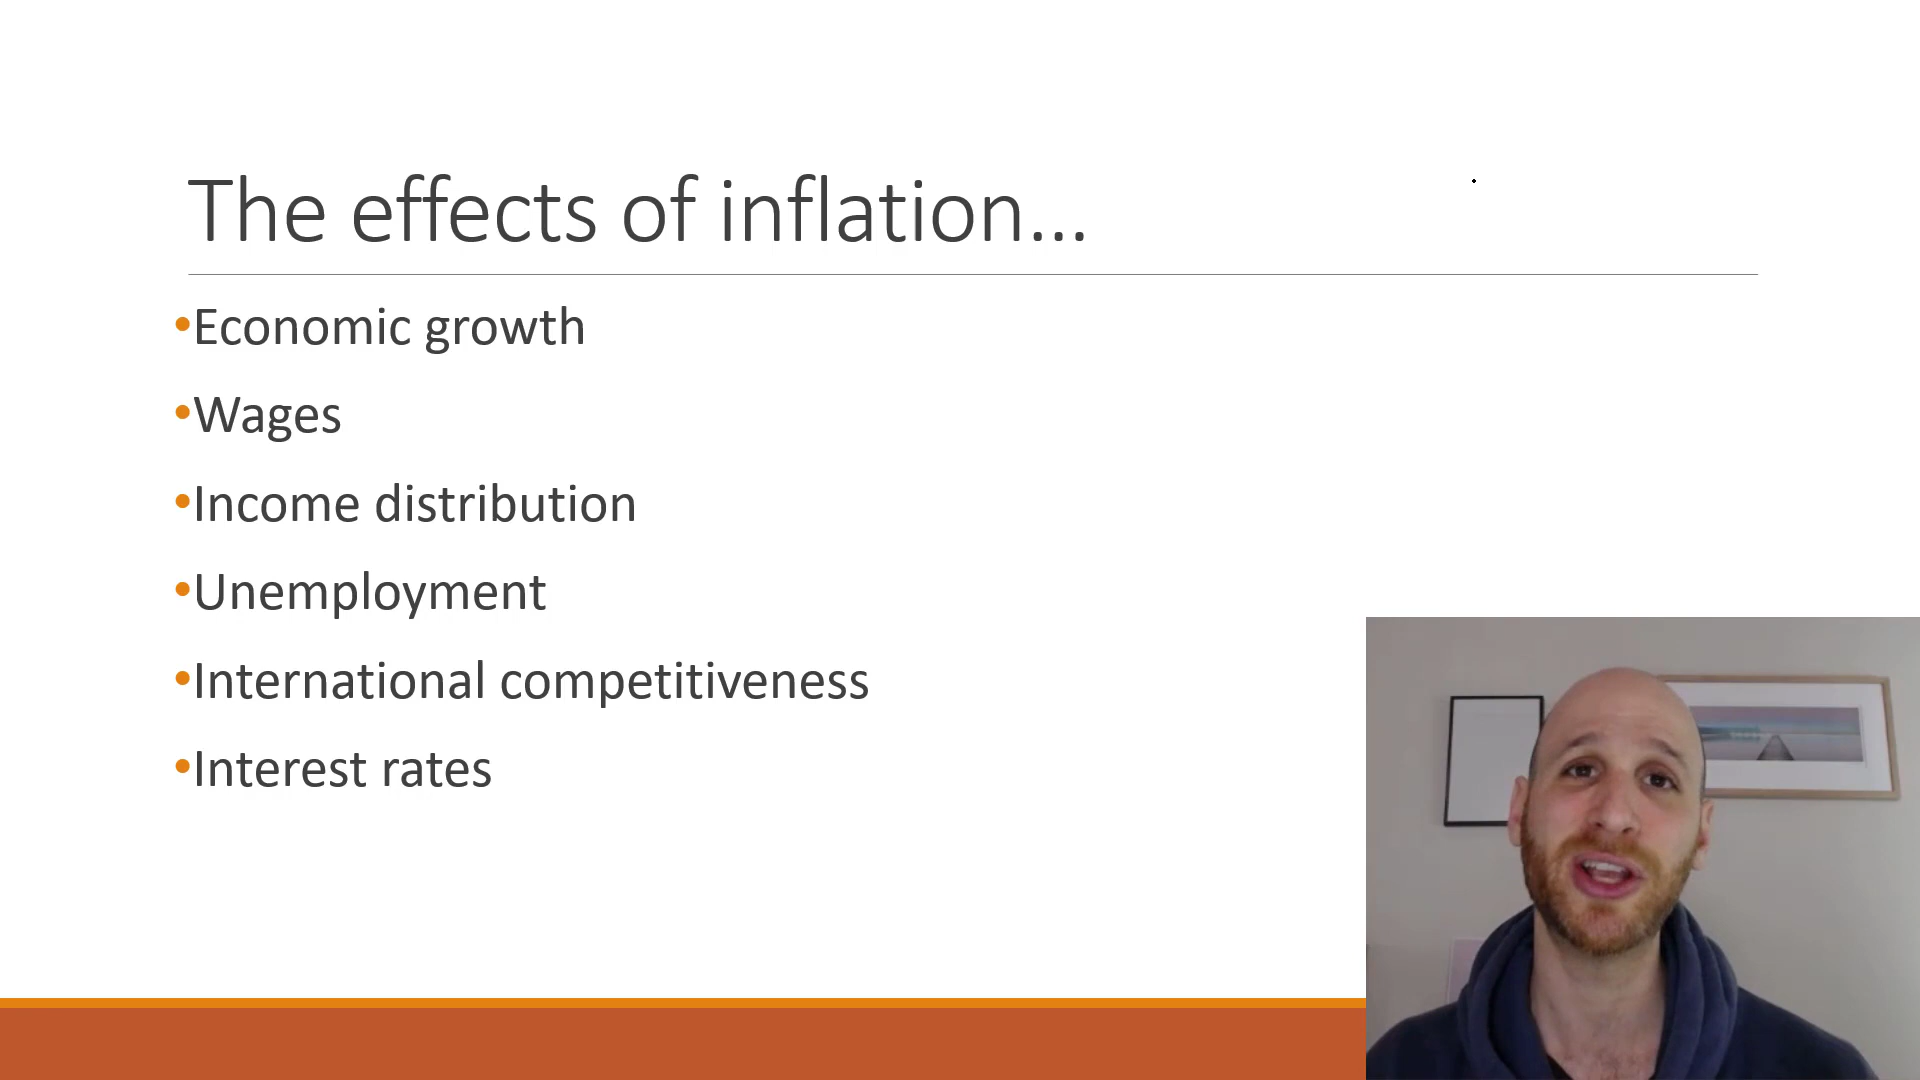 The effects of inflation...
•Economic growth
•Wages
•Income distribution
•Unemployment
•International competitiveness
•Interest rates